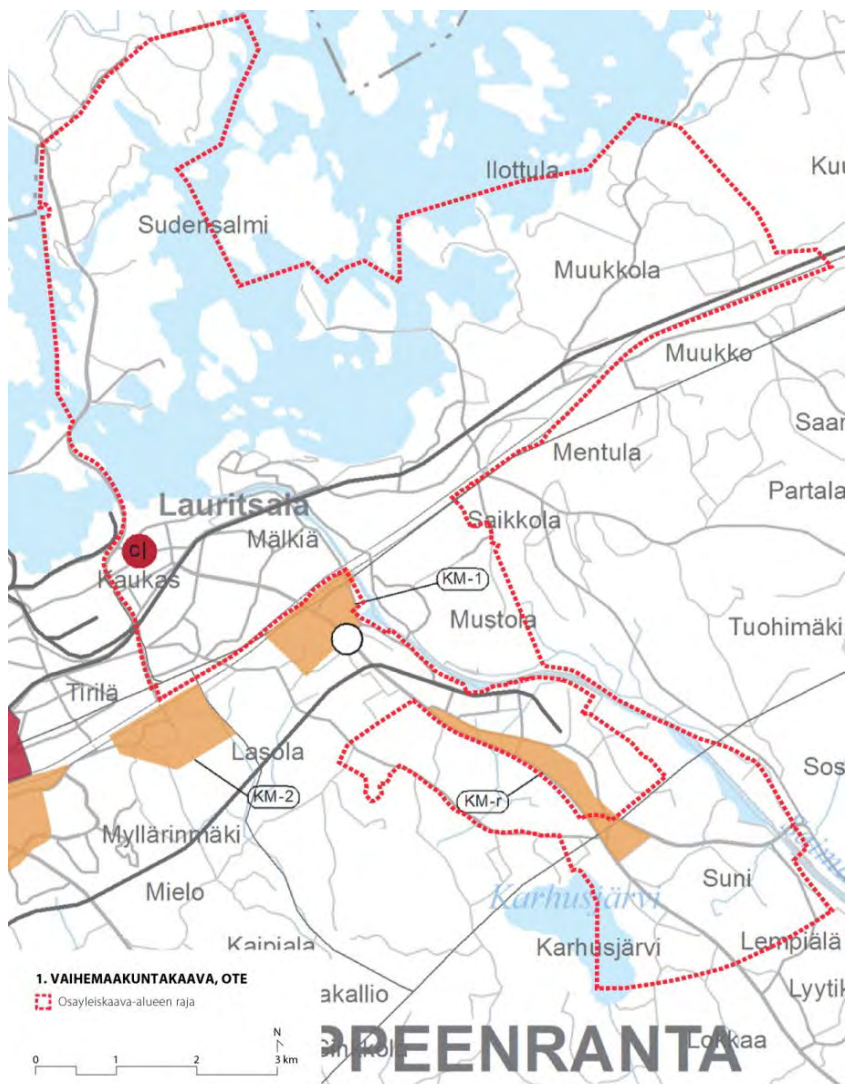 Ilottula
Kuu
Sudensalmi
Muukkola
Muukko
Saar
Mentula
Partala
Lauritsala
Saikkola
Mälkiä
c|
Kaukas
KM-1
Mustola
Tuohimäki
Tirilä
Lasola
Sos
KM-2
KM-r
Myllärinmäki
Saima
Suni
Mielo
Karhusjärvi
Kaipiala
Karhusjärvi
Lempiälä
1. VAIHEMAAKUNTAKAAVA, OTE
Osayleiskaava-alueen raja
akallio
Lyytik
PPEENRANTA
Lokkaa
N
0 1 2 3 km